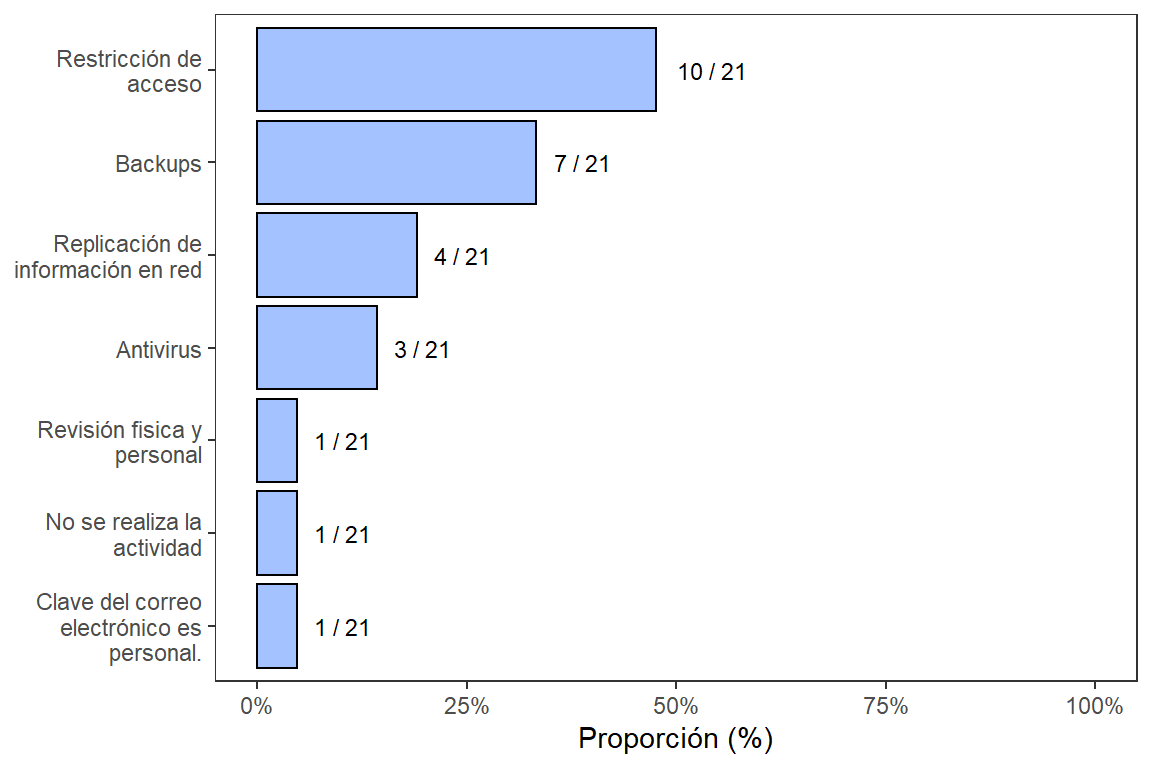 Restricción de
acceso
10 / 21
Backups
7 / 21
Replicación de
información en red
4 / 21
Antivirus
3 / 21
Revisión fisica y
personal
1 / 21
No se realiza la
actividad
1 / 21
Clave del correo
electrónico es
personal.
1 / 21
0%
25%
50%
75%
100%
Proporción (%)